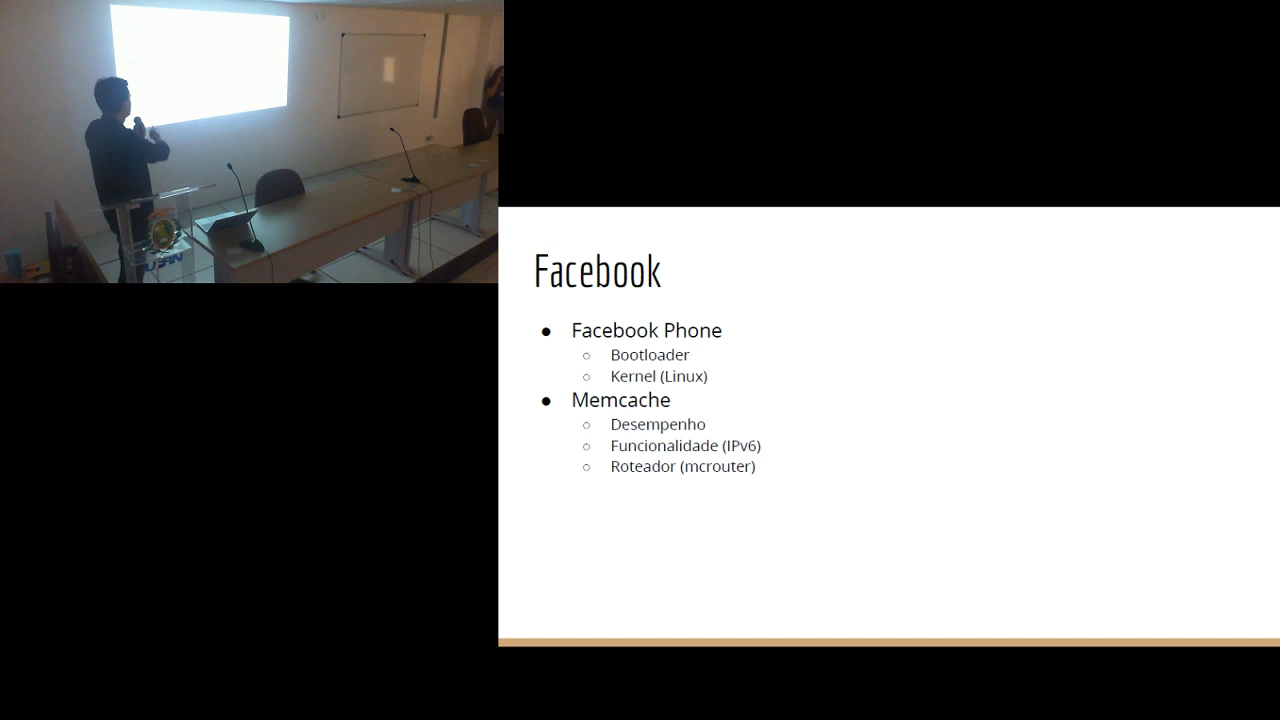 Facebook
● Facebook Phone
○ Bootloader
○ Kernel (Linux)
● Memcache
○ Desempenho
○ Funcionalidade (IPv6)
○ Roteador (mcrouter)